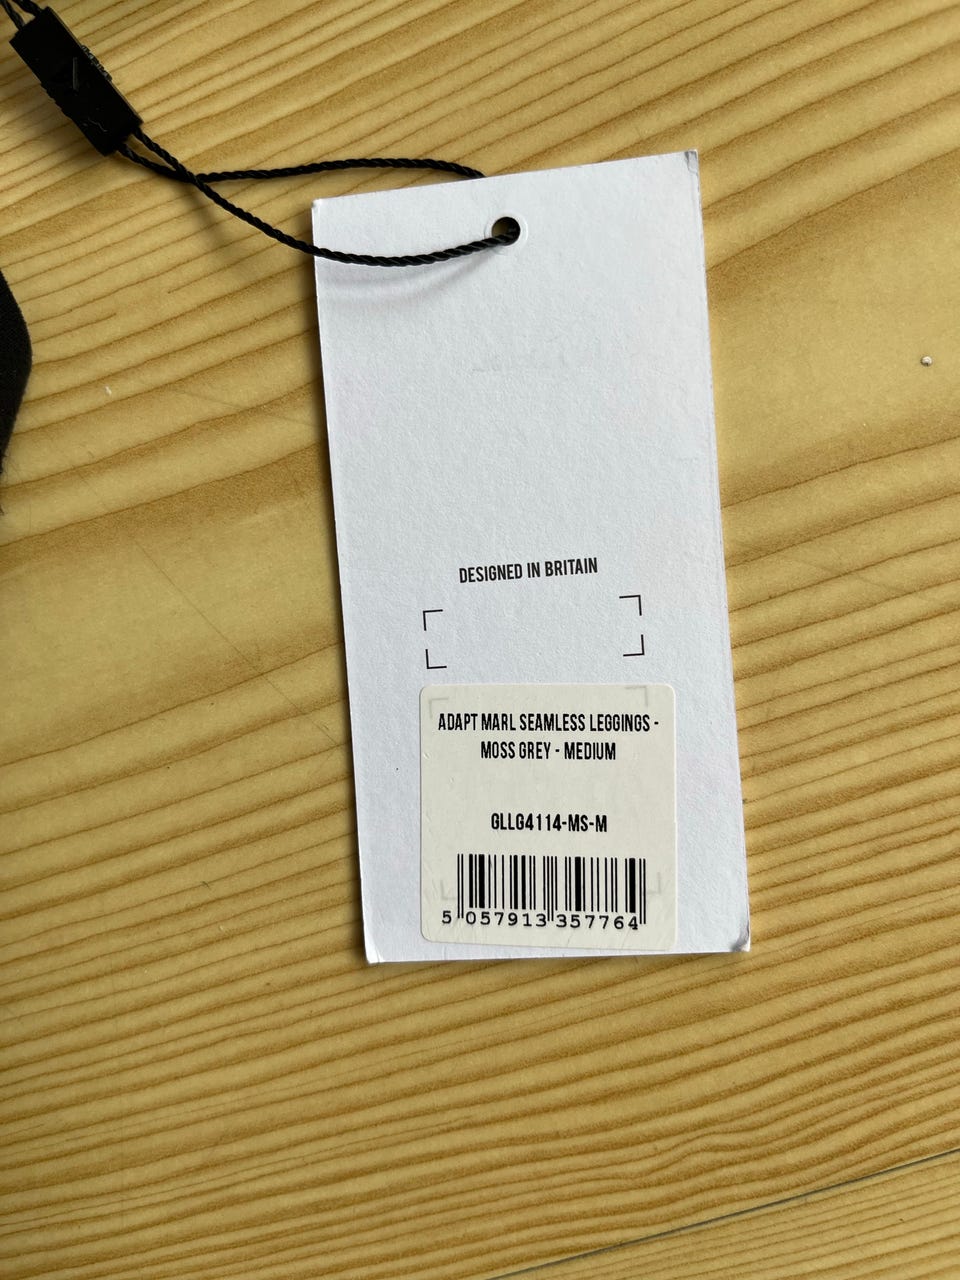 DESIGNED IN BRITAIN
ADAPT MARL SEAMLESS LEGGINGS -
MOSS GREY - MEDIUM
GLLG4114-MS-M
5 057913 357764